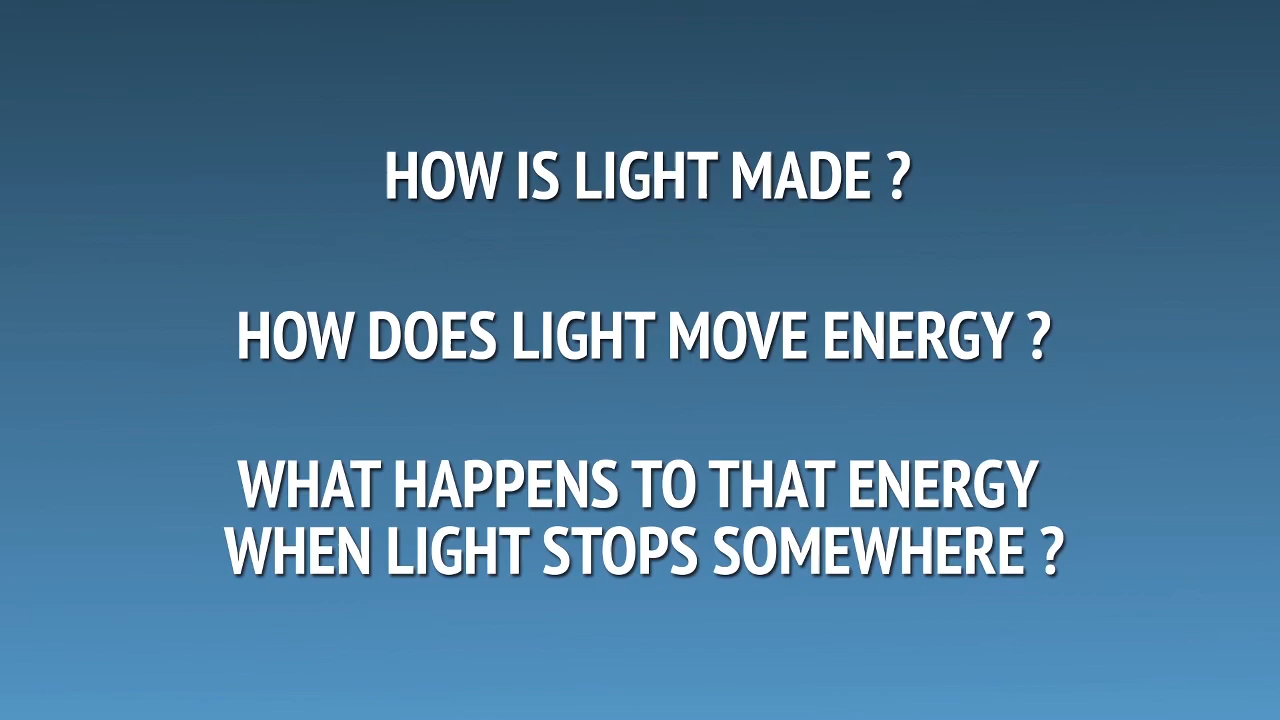 HOW IS LIGHT MADE ?
HOW DOES LIGHT MOVE ENERGY ?
WHAT HAPPENS TO THAT ENERGY
WHEN LIGHT STOPS SOMEWHERE ?